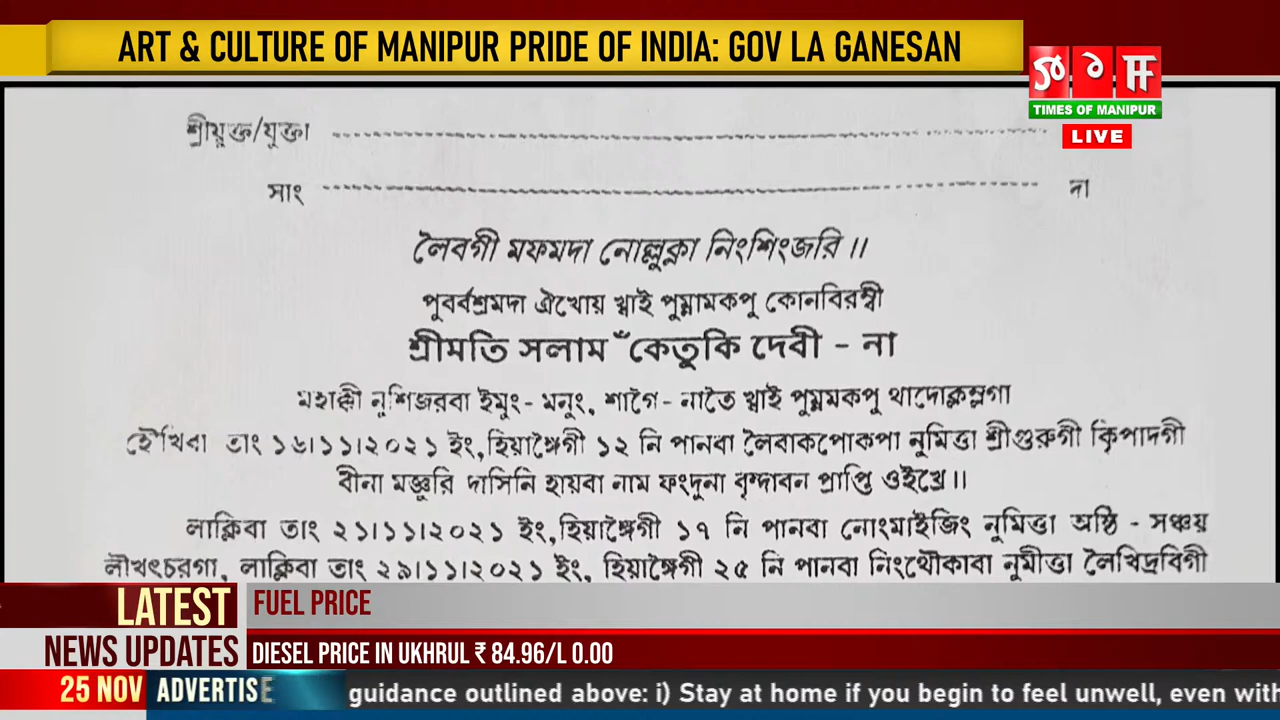 ART & CULTURE OF MANIPUR PRIDE OF INDIA: GOV LA GANESAN
TIMES OF MANIPUR
LIVE
শ্রীযুক্ত/যুক্তা
সাং দা
লৈবগী মফমদা নোল্লুক্না নিংশিংজরি ।।
পুবর্বশ্রমদা ঐখোয় খ্বাই পুম্নামকপু কোনবিরম্বী
শ্রীমতি সলাম ঁকেতুকি দেবী - না
মহাক্কী নুংশিজরবা ইমুং - মনুং, শাগৈ - নাতৈ খ্বাই পুম্নমকপু থাদোক্লম্লগা
হৌখিবা তাং ১৬।১১।২০২১ ইং, হিয়াঙ্গৈগী ১২ নি পানবা লৈবাকপোকপা নুমিত্তা শ্রীগুরুগী কৃিপাদগী
বীনা মঞ্জুরি দাসিনি হায়বা নাম ফংদুনা বৃন্দাবন প্রাপ্তি ওইখ্রে।।
লাক্লিবা তাং ২১।১১।২০২১ ইং, হিয়াঙ্গৈগী ১৭ নি পানবা নোংমাইজিং নুমিত্তা অস্থি - সঞ্চয়
লৗখৎচরগা, লাক্লিবা তাং ২৯।১১।২০২১ ইং, হিয়াঙ্গৈগী ২৫ নি পানবা নিংথৌকাবা নুমীত্তা লৈখিদ্রবিগী
LATEST
NEWS UPDATES
FUEL PRICE
DIESEL PRICE IN UKHRUL ₹ 84.96/L 0.00
25 NOV
ADVERTISE
guidance outlined above: i) Stay at home if you begin to feel unwell, even with